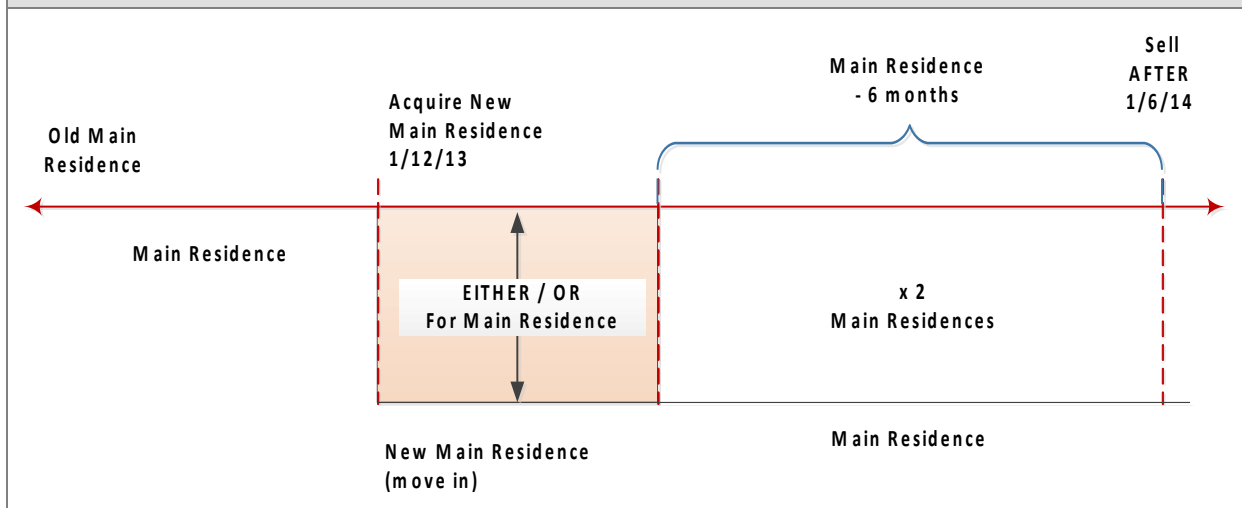 Sell
AFTER
1/6/14
Main Residence
- 6 months
Acquire New
Main Residence
1/12/13
Old Main
Residence
Main Residence
EITHER / OR
For Main Residence
x 2
Main Residences
New Main Residence
(move in)
Main Residence